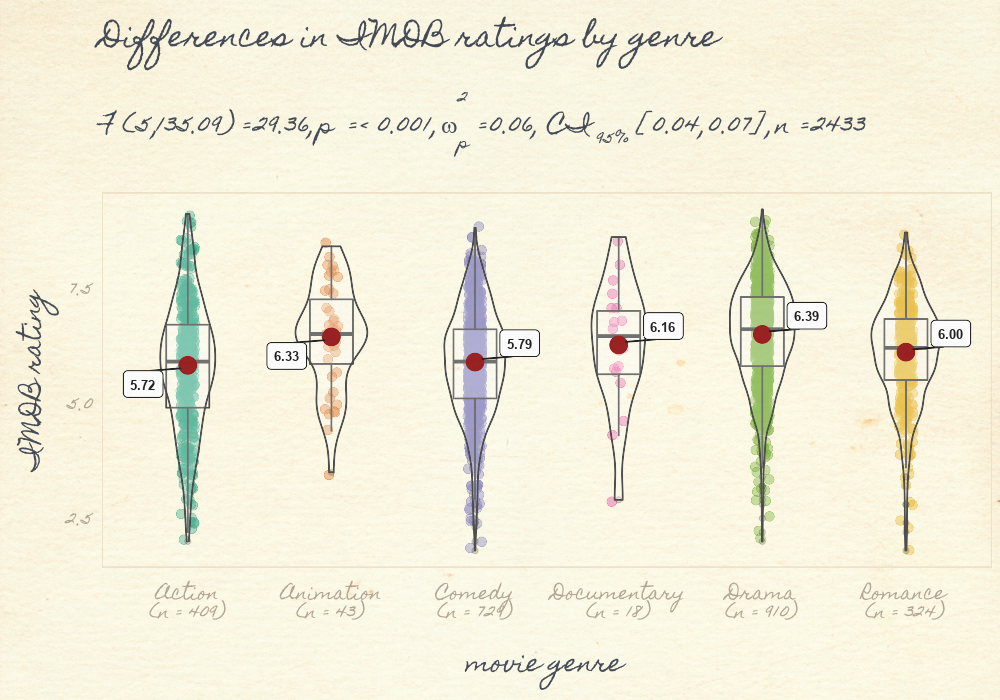 Differences in IMDB ratings by genre
F(5,135.09) =29.36, p =< 0.001, ω²ₚ =0.06, CI₉₅% [0.04, 0.07], n =2433
IMDB rating
7.5
5.0
2.5
5.72
6.33
5.79
6.16
6.39
6.00
Action Animation Comedy Documentary Drama Romance
(n = 409) (n = 43) (n = 729) (n = 18) (n = 910) (n = 324)
movie genre